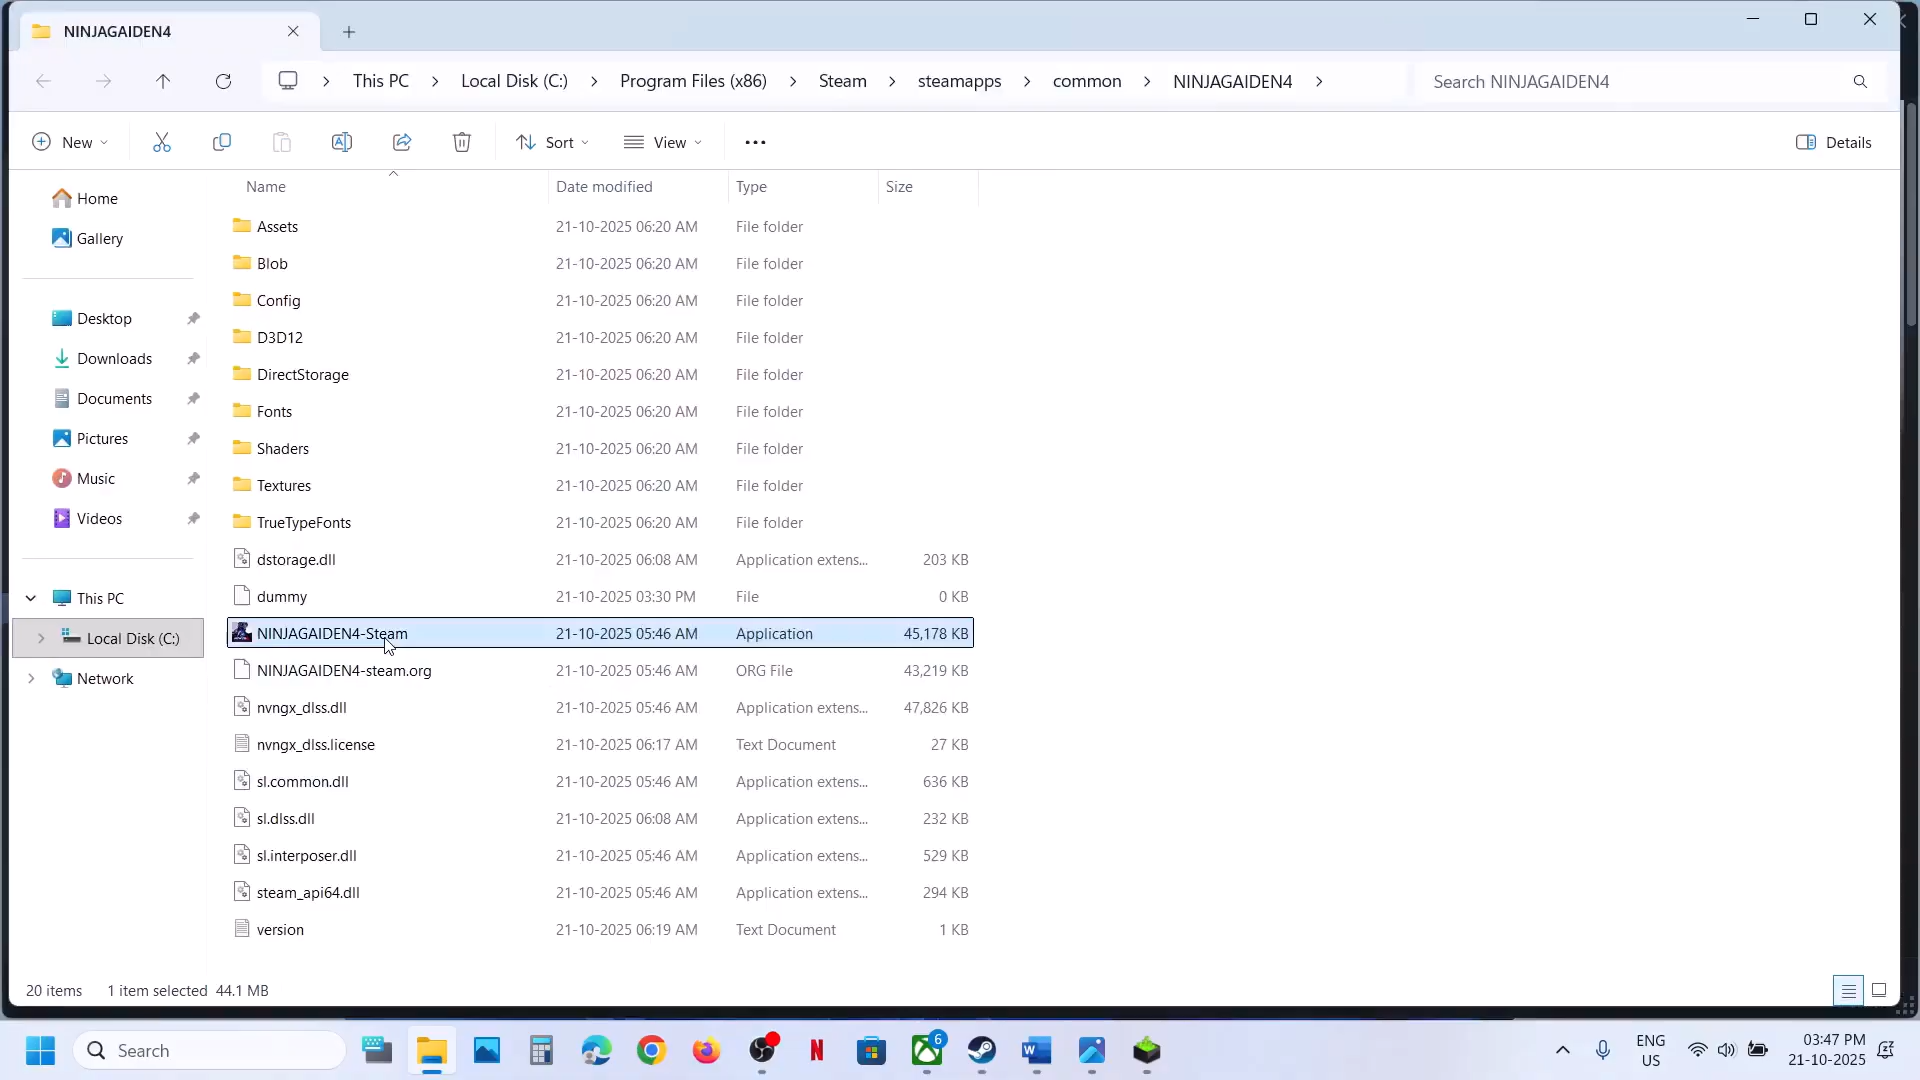 NINJAGAIDEN4
This PC > Local Disk (C:) > Program Files (x86) > Steam > steamapps > common > NINJAGAIDEN4 >
Search NINJAGAIDEN4
New Sort View ... Details
Name Date modified Type Size
Home
Gallery
Desktop
Downloads
Documents
Pictures
Music
Videos
This PC
Local Disk (C:)
Network
Assets 21-10-2025 06:20 AM File folder
Blob 21-10-2025 06:20 AM File folder
Config 21-10-2025 06:20 AM File folder
D3D12 21-10-2025 06:20 AM File folder
DirectStorage 21-10-2025 06:20 AM File folder
Fonts 21-10-2025 06:20 AM File folder
Shaders 21-10-2025 06:20 AM File folder
Textures 21-10-2025 06:20 AM File folder
TrueTypeFonts 21-10-2025 06:20 AM File folder
dstorage.dll 21-10-2025 06:08 AM Application extens... 203 KB
dummy 21-10-2025 03:30 PM File 0 KB
NINJAGAIDEN4-Steam 21-10-2025 05:46 AM Application 45,178 KB
NINJAGAIDEN4-steam.org 21-10-2025 05:46 AM ORG File 43,219 KB
nvngx_dlss.dll 21-10-2025 05:46 AM Application extens... 47,826 KB
nvngx_dlss.license 21-10-2025 06:17 AM Text Document 27 KB
sl.common.dll 21-10-2025 05:46 AM Application extens... 636 KB
sl.dlss.dll 21-10-2025 06:08 AM Application extens... 232 KB
sl.interposer.dll 21-10-2025 05:46 AM Application extens... 529 KB
steam_api64.dll 21-10-2025 05:46 AM Application extens... 294 KB
version 21-10-2025 06:19 AM Text Document 1 KB
20 items 1 item selected 44.1 MB
Search
6
ENG
US
03:47 PM
21-10-2025